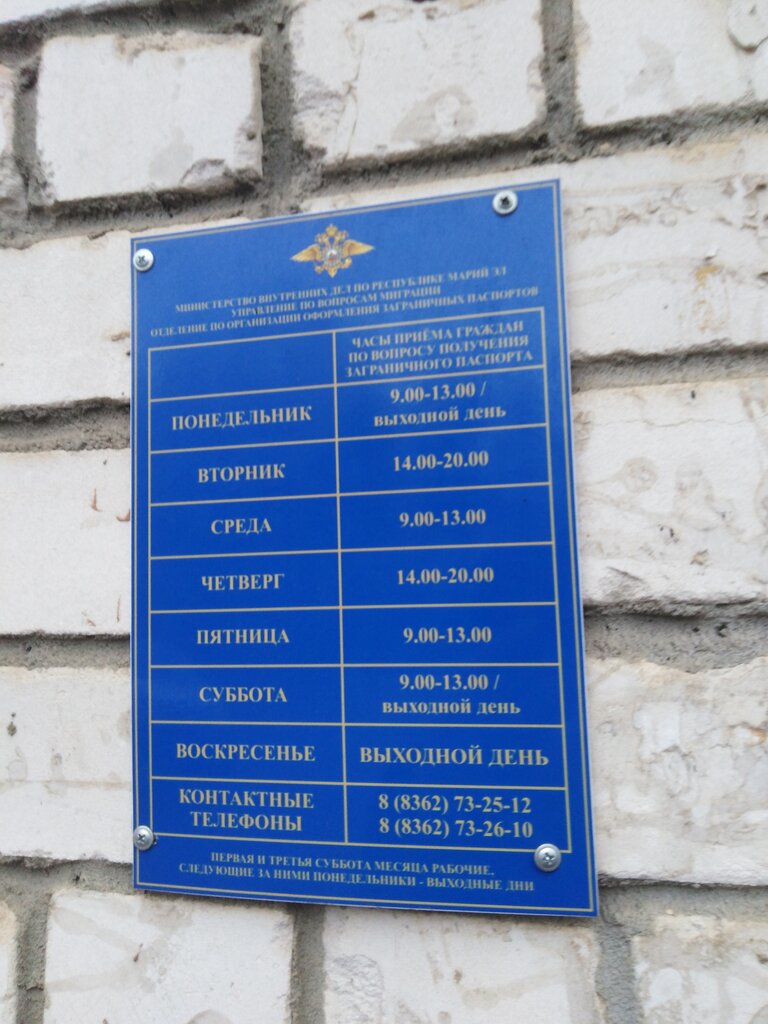 МИНИСТЕРСТВО ВНУТРЕННИХ ДЕЛ ПО РЕСПУБЛИКЕ МАРИЙ ЭЛ
УПРАВЛЕНИЕ ПО ВОПРОСАМ МИГРАЦИИ
ОТДЕЛЕНИЕ ПО ОРГАНИЗАЦИИ ОФОРМЛЕНИЯ ЗАГРАНИЧНЫХ ПАСПОРТОВ
ЧАСЫ ПРИЁМА ГРАЖДАН
ПО ВОПРОСУ ПОЛУЧЕНИЯ
ЗАГРАНИЧНОГО ПАСПОРТА
ПОНЕДЕЛЬНИК
9.00-13.00 /
выходной день
ВТОРНИК
14.00-20.00
СРЕДА
9.00-13.00
ЧЕТВЕРГ
14.00-20.00
ПЯТНИЦА
9.00-13.00
СУББОТА
9.00-13.00 /
выходной день
ВОСКРЕСЕНЬЕ
ВЫХОДНОЙ ДЕНЬ
КОНТАКТНЫЕ
ТЕЛЕФОНЫ
8 (8362) 73-25-12
8 (8362) 73-26-10
ПЕРВАЯ И ТРЕТЬЯ СУББОТА МЕСЯЦА РАБОЧИЕ.
СЛЕДУЮЩИЕ ЗА НИМИ ПОНЕДЕЛЬНИКИ - ВЫХОДНЫЕ ДНИ